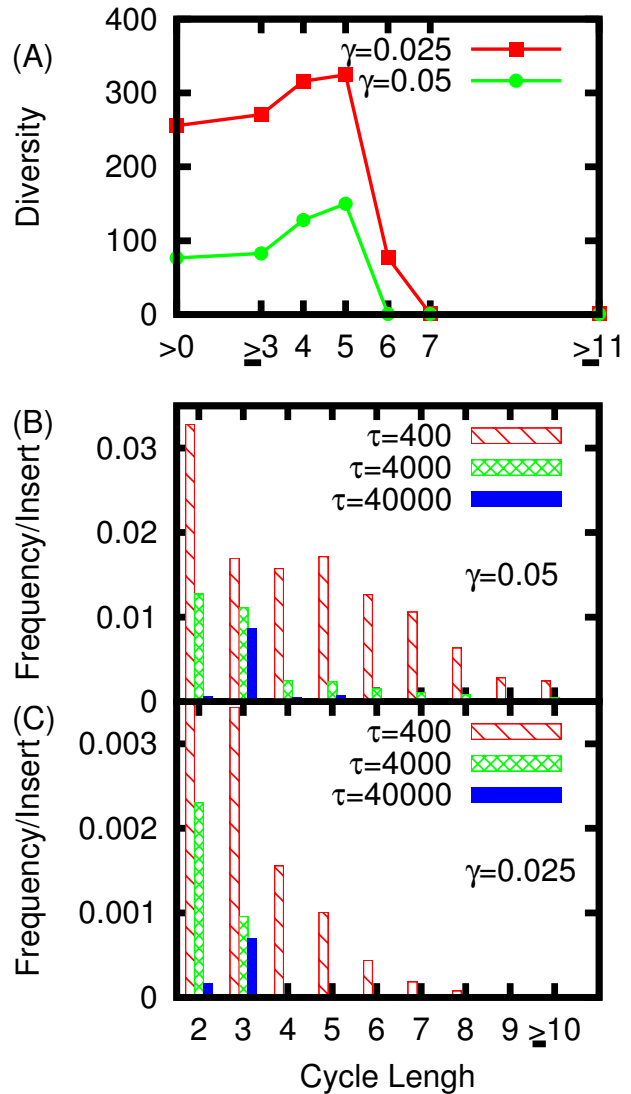 (A)
Diversity
400
300
200
100
0
γ=0.025
γ=0.05
>0 ≥3 4 5 6 7 ≥11
(B)
Frequency/Insert
0.03
0.02
0.01
0
τ=400
τ=4000
τ=40000
γ=0.05
(C)
Frequency/Insert
0.003
0.002
0.001
0
τ=400
τ=4000
τ=40000
γ=0.025
2 3 4 5 6 7 8 9 ≥10
Cycle Lengh